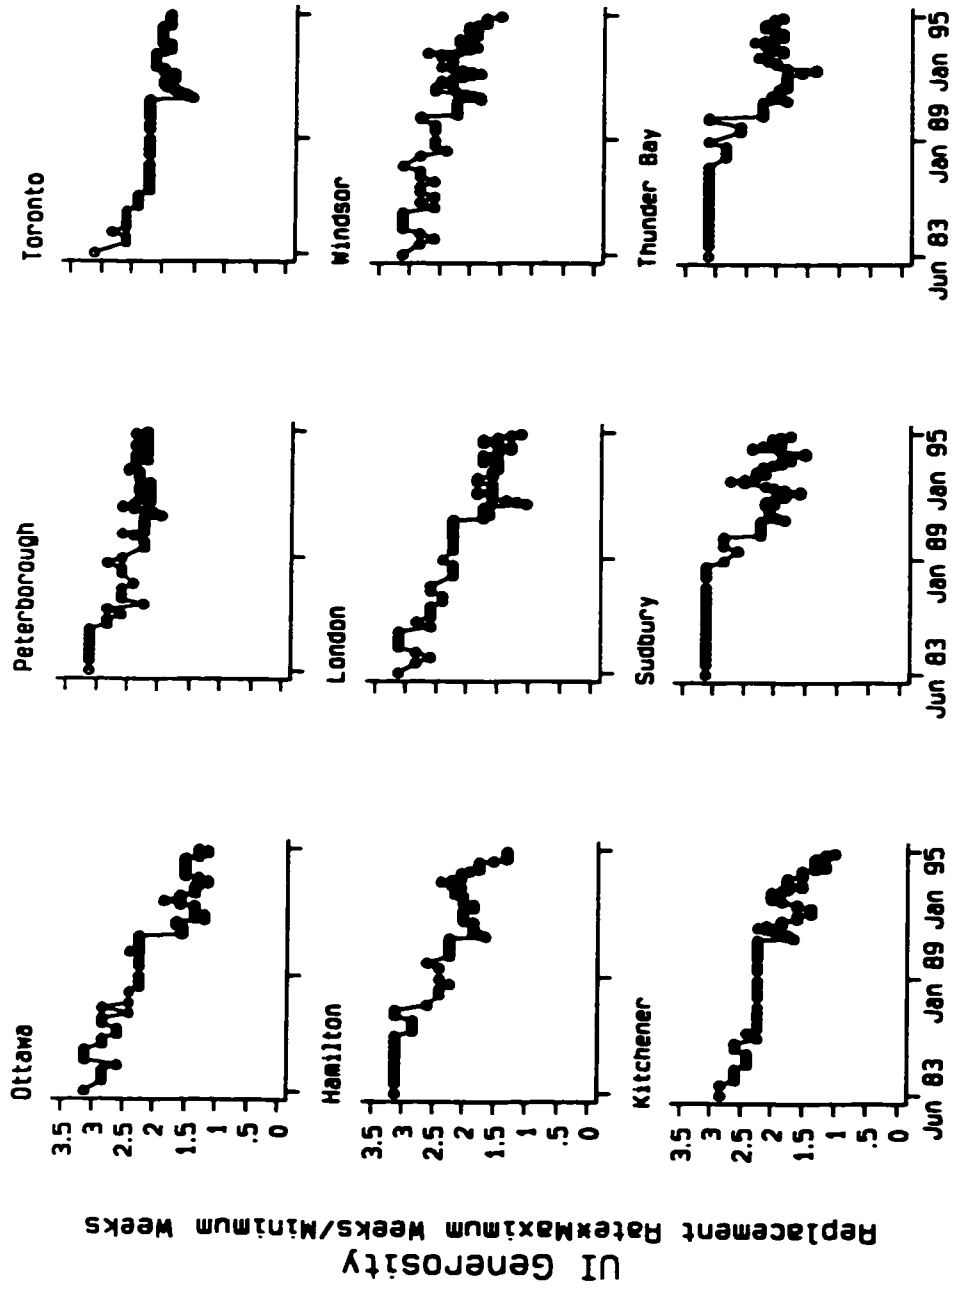 UI Generosity
Replacement Rate*Maximum Weeks/Minimum Weeks
Ottawa
Peterborough
Toronto
3.5
3
2.5
2
1.5
1
.5
0
Hamilton
London
Windsor
3.5
3
2.5
2
1.5
1
.5
0
Kitchener
Sudbury
Thunder Bay
3.5
3
2.5
2
1.5
1
.5
0
Jun 83 Jan 89 Jan 95
Jun 83 Jan 89 Jan 95
Jun 83 Jan 89 Jan 95